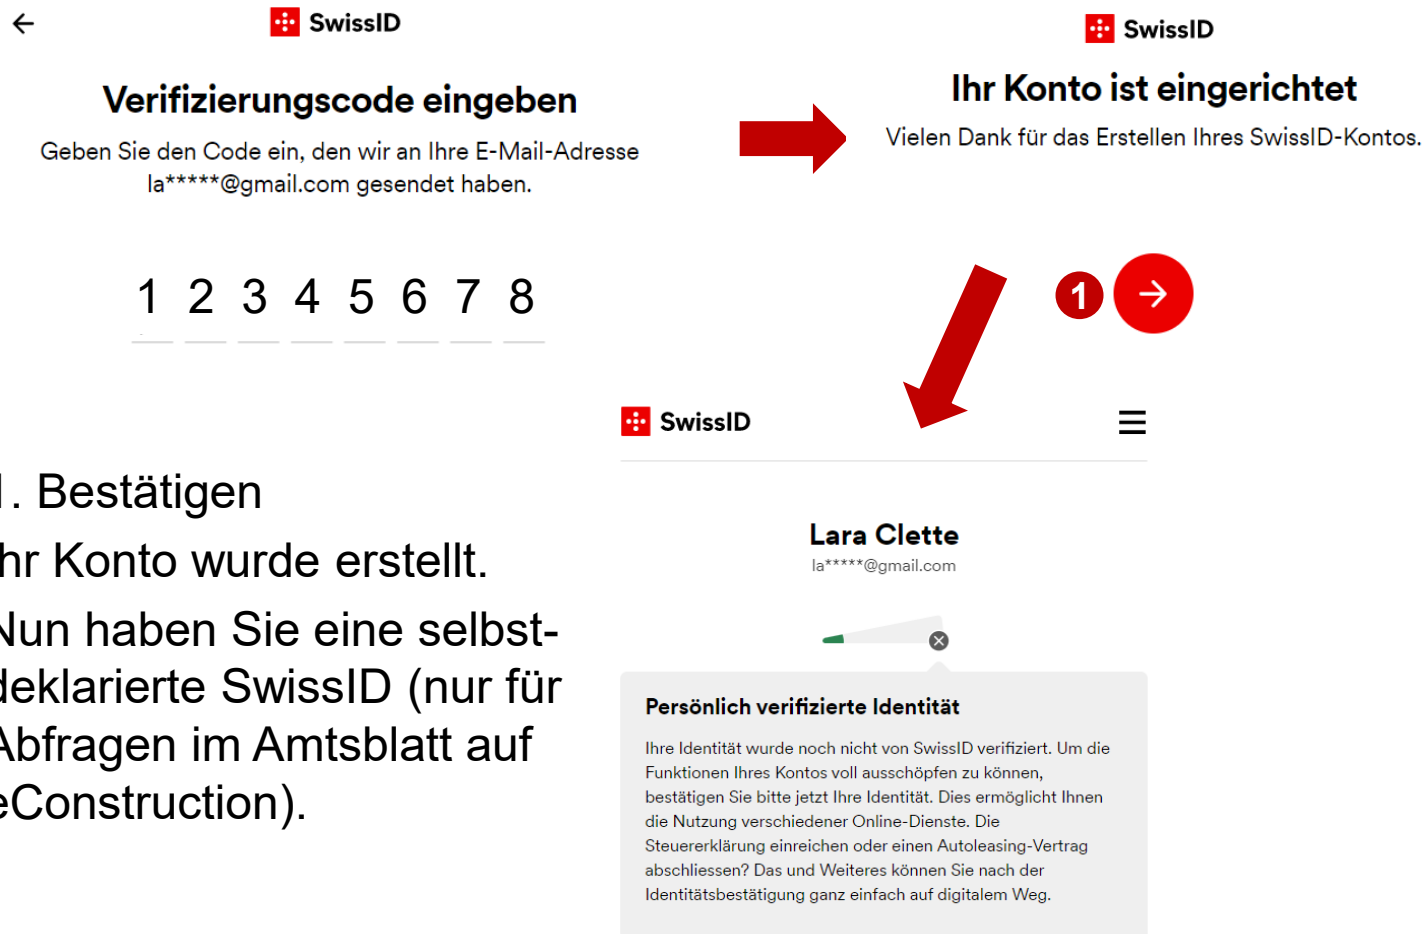 SwissID
Verifizierungscode eingeben
Geben Sie den Code ein, den wir an Ihre E-Mail-Adresse
la*****@gmail.com gesendet haben.
1 2 3 4 5 6 7 8
SwissID
Ihr Konto ist eingerichtet
Vielen Dank für das Erstellen Ihres SwissID-Kontos.
1
1. Bestätigen
Ihr Konto wurde erstellt.
Nun haben Sie eine selbst-
deklarierte SwissID (nur für
Abfragen im Amtsblatt auf
eConstruction).
SwissID
Lara Clette
la*****@gmail.com
Persönlich verifizierte Identität
Ihre Identität wurde noch nicht von SwissID verifiziert. Um die
Funktionen Ihres Kontos voll ausschöpfen zu können,
bestätigen Sie bitte jetzt Ihre Identität. Dies ermöglicht Ihnen
die Nutzung verschiedener Online-Dienste. Die
Steuererklärung einreichen oder einen Autoleasing-Vertrag
abschliessen? Das und Weiteres können Sie nach der
Identitätsbestätigung ganz einfach auf digitalem Weg.